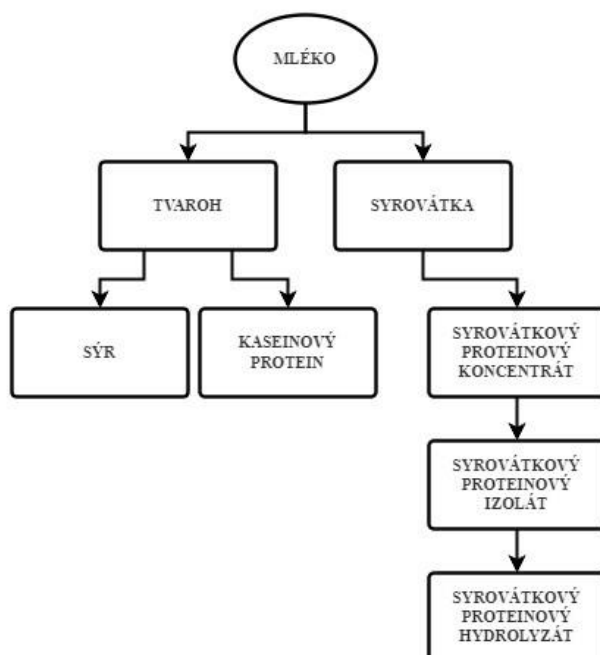 MLÉKO
TVAROH
SYROVÁTKA
SÝR
KASEINOVÝ
PROTEIN
SYROVÁTKOVÝ
PROTEINOVÝ
KONCENTRÁT
SYROVÁTKOVÝ
PROTEINOVÝ
IZOLÁT
SYROVÁTKOVÝ
PROTEINOVÝ
HYDROLYZÁT